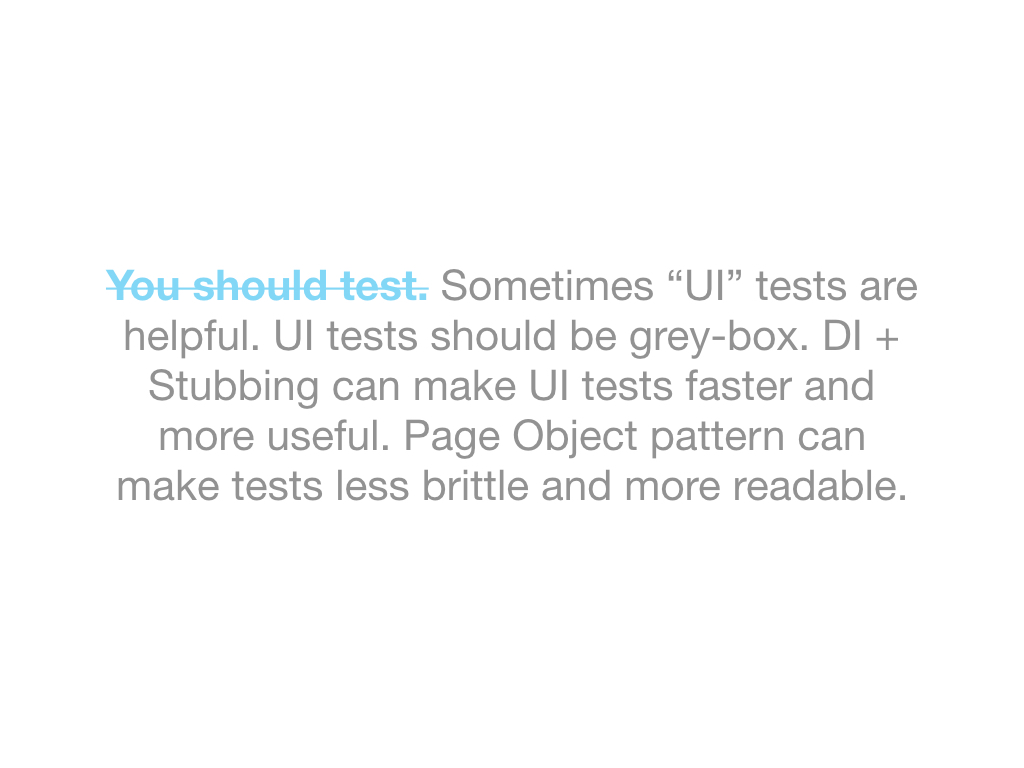 You should test. Sometimes “UI” tests are
helpful. UI tests should be grey-box. DI +
Stubbing can make UI tests faster and
more useful. Page Object pattern can
make tests less brittle and more readable.